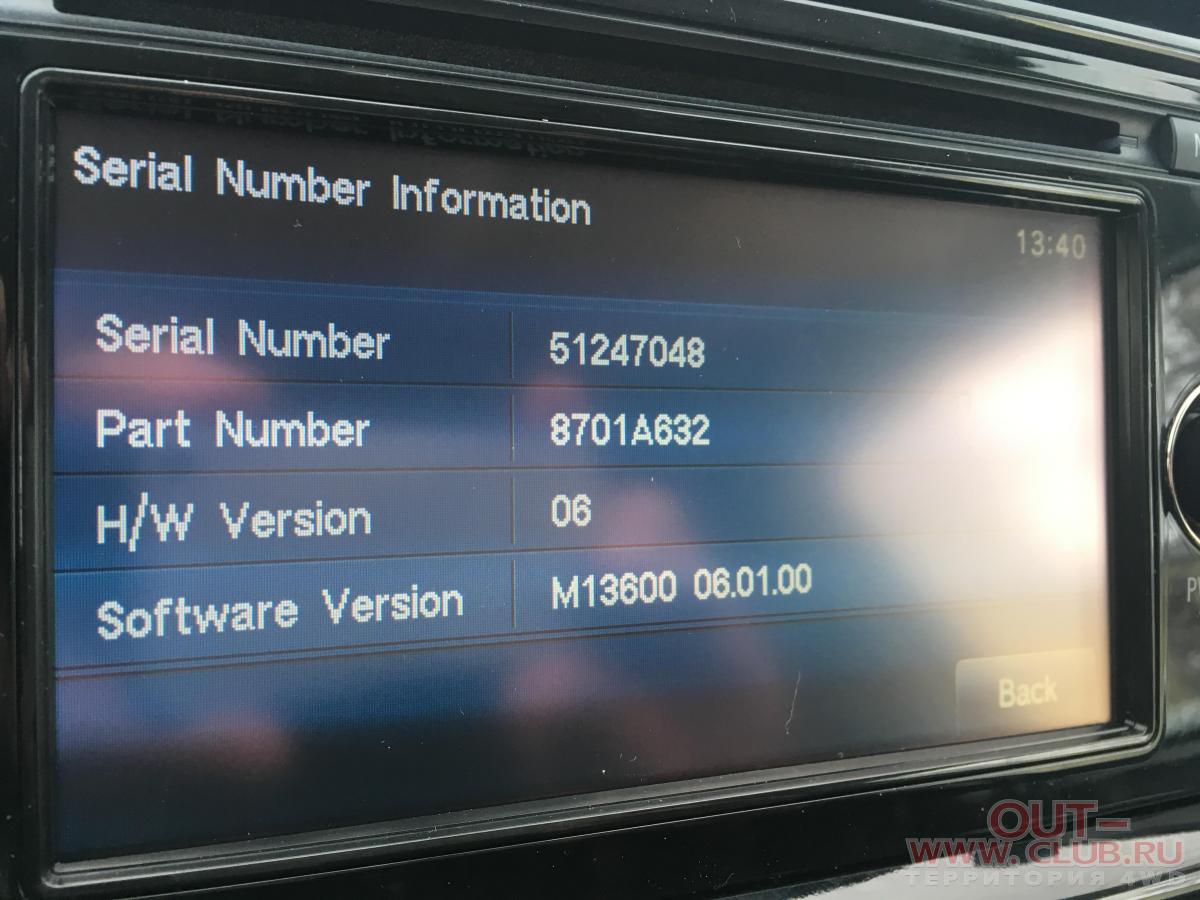 Serial Number Information
13:40
Serial Number 51247048
Part Number 8701A632
H/W Version 06
Software Version M13600 06.01.00
Back
OUT-
WWW.CLUB.RU
ТЕРРИТОРИЯ 4WD